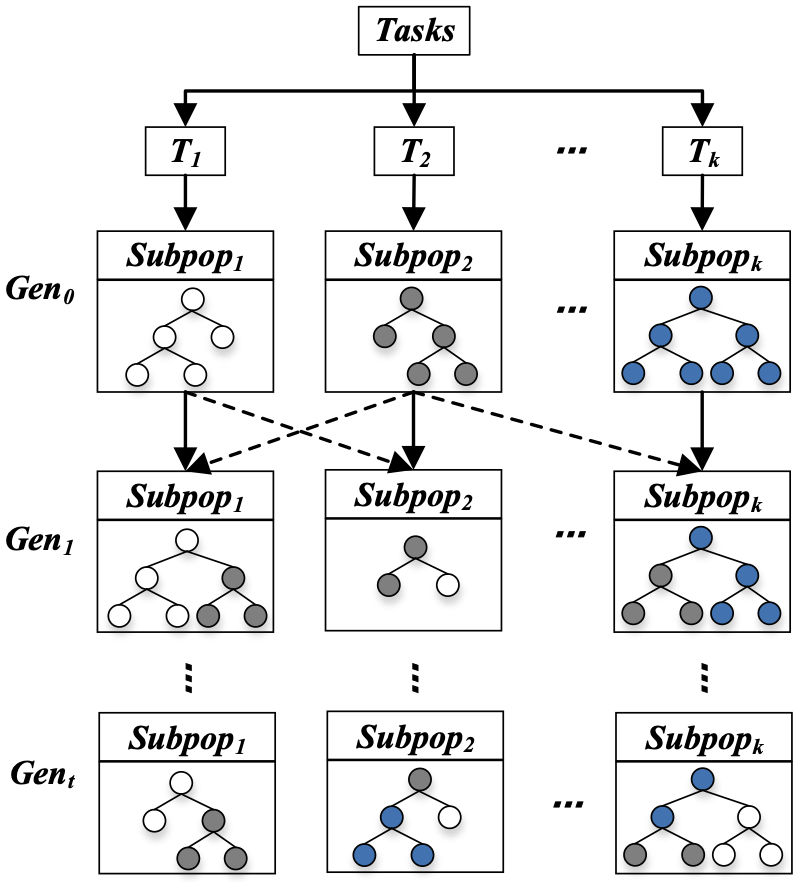 Tasks
T1 T2 ... Tk
Subpop1 Subpop2 Subpopk
Gen0 ...
Subpop1 Subpop2 Subpopk
Gen1 ...
Subpop1 Subpop2 Subpopk
Gent ...